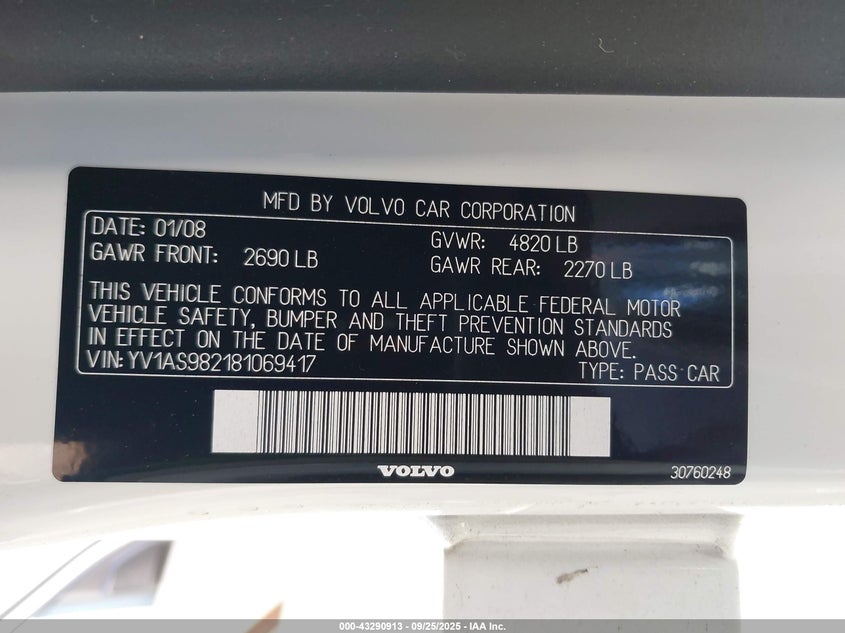 MFD BY VOLVO CAR CORPORATION
DATE: 01/08 GVWR: 4820 LB
GAWR FRONT: 2690 LB GAWR REAR: 2270 LB
THIS VEHICLE CONFORMS TO ALL APPLICABLE FEDERAL MOTOR
VEHICLE SAFETY, BUMPER AND THEFT PREVENTION STANDARDS
IN EFFECT ON THE DATE OF MANUFACTURE SHOWN ABOVE.
VIN: YV1AS982181069417 TYPE: PASS CAR
VOLVO
30760248
000-43290913 - 09/25/2025 - IAA Inc.